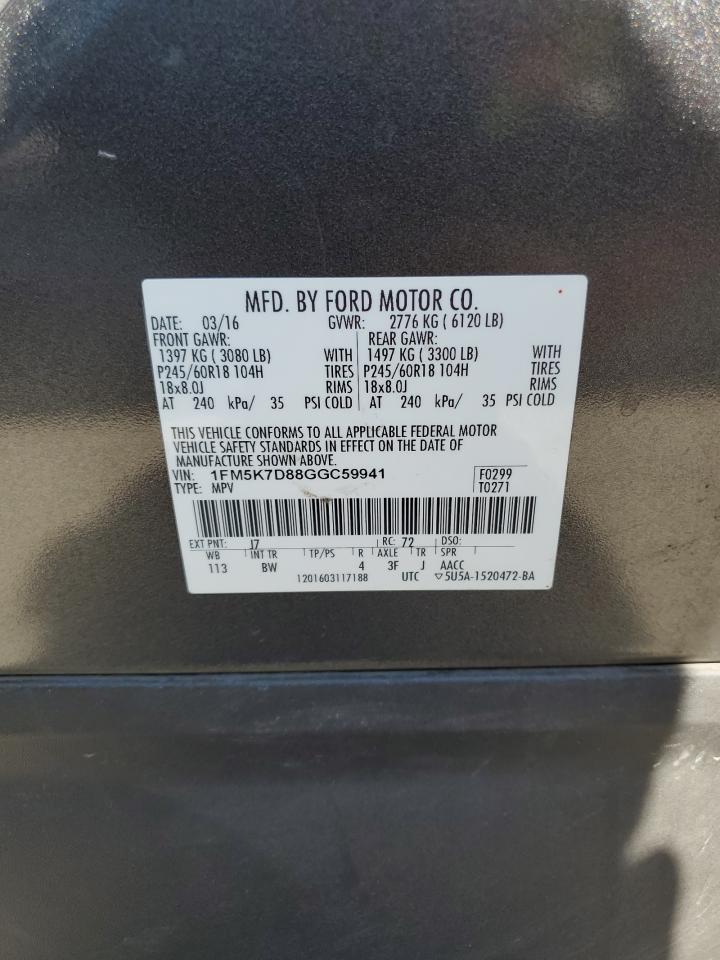 MFD. BY FORD MOTOR CO.
DATE: 03/16 GVWR: 2776 KG ( 6120 LB)
FRONT GAWR: REAR GAWR:
1397 KG ( 3080 LB) WITH 1497 KG ( 3300 LB) WITH
P245/60R18 104H TIRES P245/60R18 104H TIRES
18x8.0J RIMS 18x8.0J RIMS
AT 240 kPa/ 35 PSI COLD AT 240 kPa/ 35 PSI COLD
THIS VEHICLE CONFORMS TO ALL APPLICABLE FEDERAL MOTOR
VEHICLE SAFETY STANDARDS IN EFFECT ON THE DATE OF
MANUFACTURE SHOWN ABOVE.
VIN: 1FM5K7D88GGC59941 F0299
TYPE: MPV T0271
EXT PNT: J7 RC: 72 DSO:
WB INT TR TP/PS R AXLE TR SPR
113 BW 4 3F J AACC
1201603117188 UTC ▽5U5A-1520472-BA